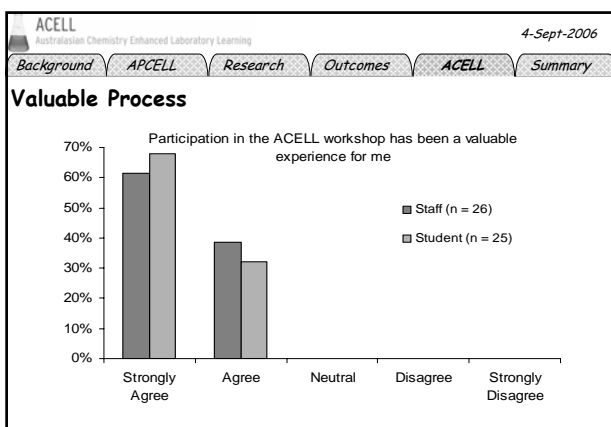 ACELL
Australasian Chemistry Enhanced Laboratory Learning
4-Sept-2006
Background APCELL Research Outcomes ACELL Summary
Valuable Process
Participation in the ACELL workshop has been a valuable
experience for me
70%
60%
50%
40%
30%
20%
10%
0%
Staff (n = 26)
Student (n = 25)
Strongly
Agree
Agree
Neutral
Disagree
Strongly
Disagree